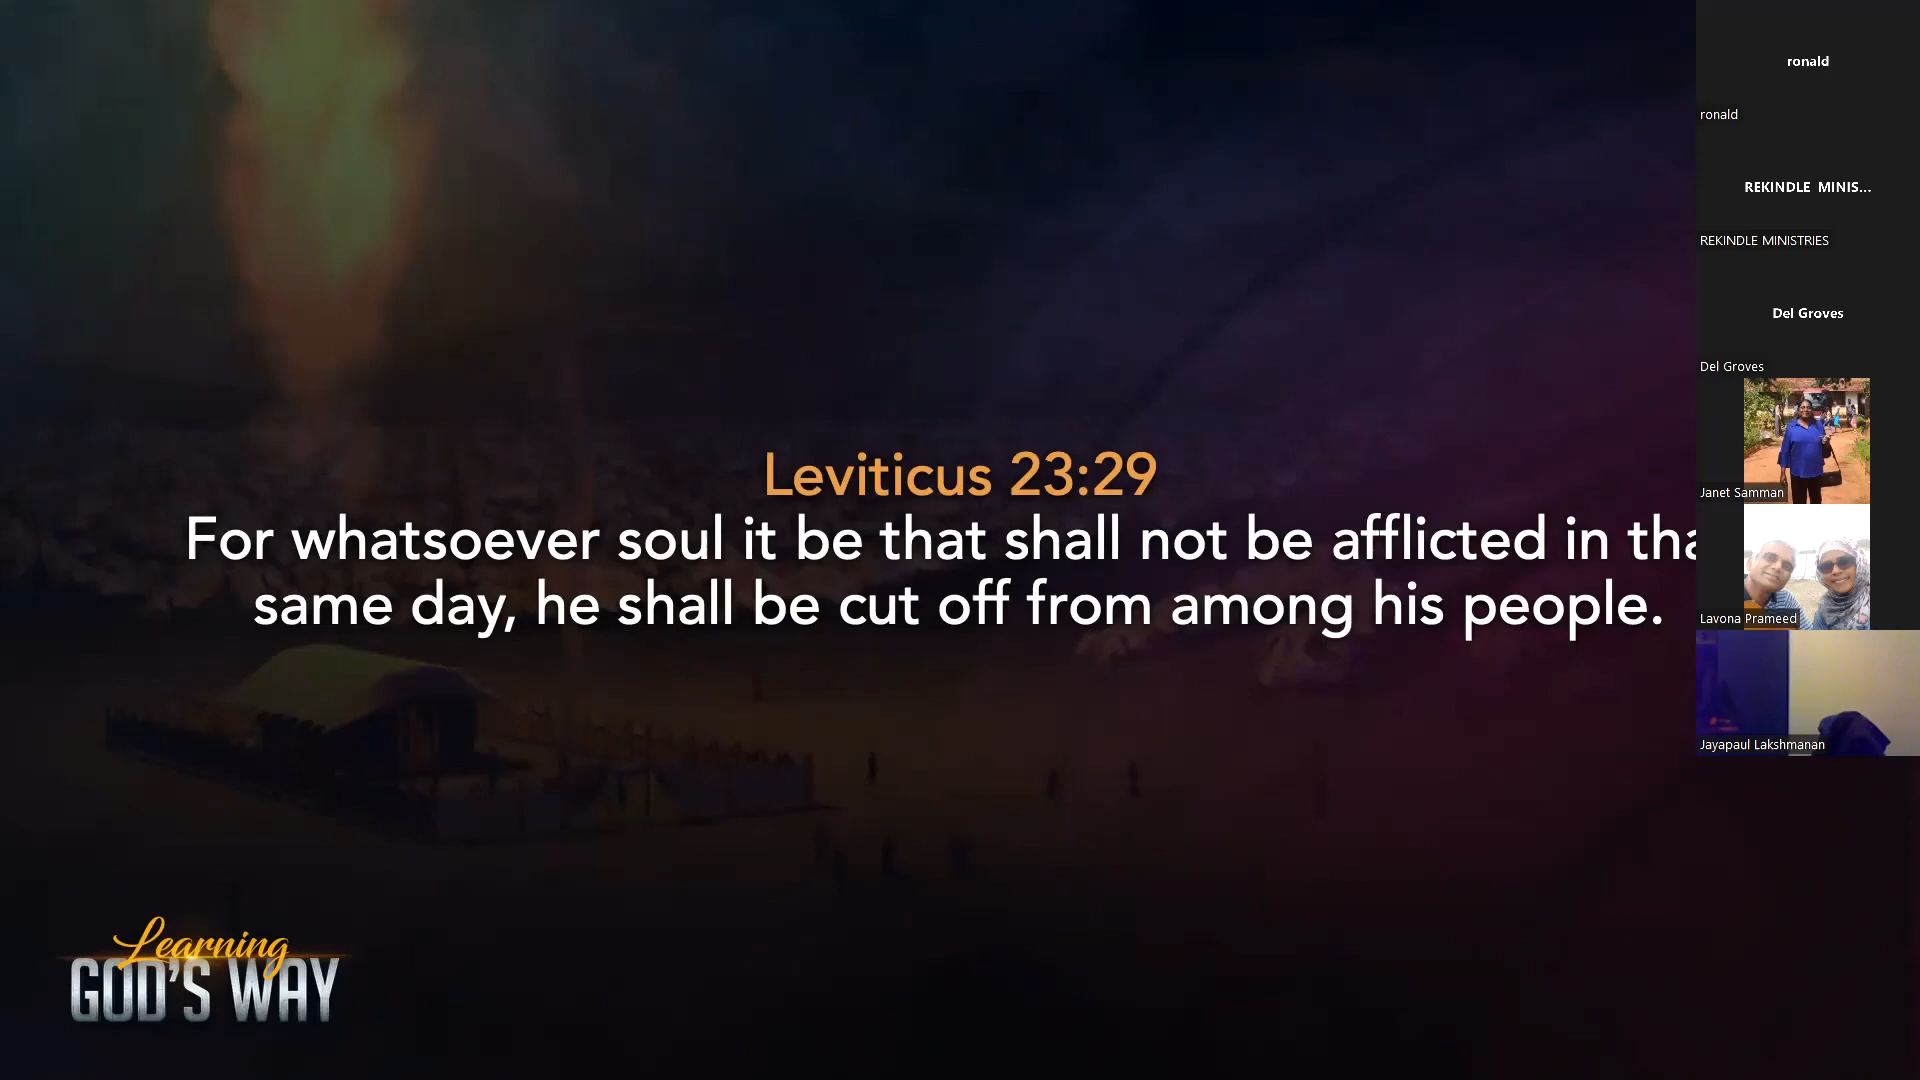 Leviticus 23:29
For whatsoever soul it be that shall not be afflicted in tha
same day, he shall be cut off from among his people.
Learning
GOD'S WAY
ronald
ronald
REKINDLE MINIS...
REKINDLE MINISTRIES
Del Groves
Del Groves
Janet Samman
Lavona Prameed
Jayapaul Lakshmanan